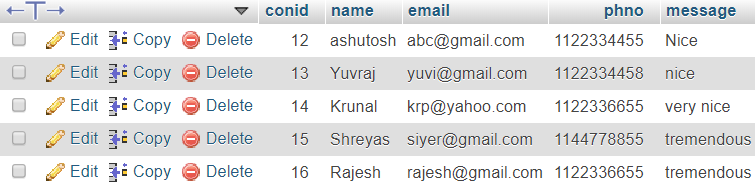 conid name email phno message
Edit Copy Delete 12 ashutosh abc@gmail.com 1122334455 Nice
Edit Copy Delete 13 Yuvraj yuvi@gmail.com 1122334458 nice
Edit Copy Delete 14 Krunal krp@yahoo.com 1122336655 very nice
Edit Copy Delete 15 Shreyas siyer@gmail.com 1144778855 tremendous
Edit Copy Delete 16 Rajesh rajesh@gmail.com 1122336655 tremendous